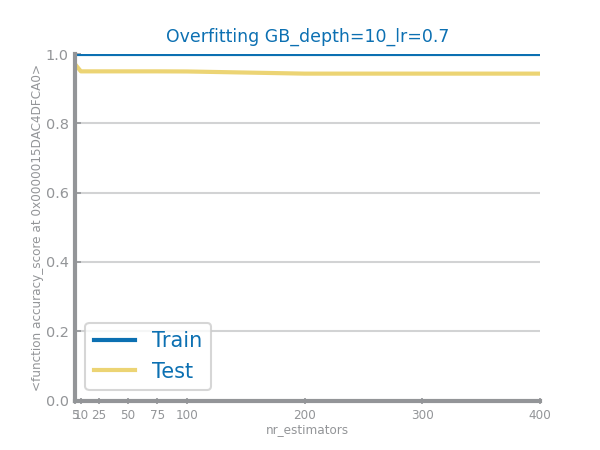 Overfitting GB_depth=10_lr=0.7
<function accuracy_score at 0x0000015DAC4DFCA0>
1.0
0.8
0.6
0.4
0.2
0.0
Train
Test
5 10 25 50 75 100 200 300 400
nr_estimators